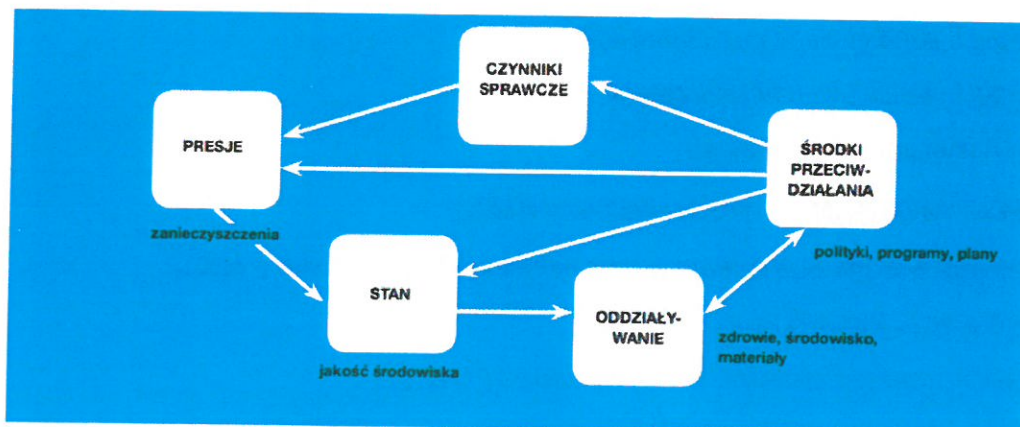 CZYNNIKI
SPRAWCZE
PRESJE
ŚRODKI
PRZECIW-
DZIAŁANIA
zanieczyszczenia
polityki, programy, plany
STAN
ODDZIAŁY-
WANIE
zdrowie, środowisko,
materiały
jakość środowiska